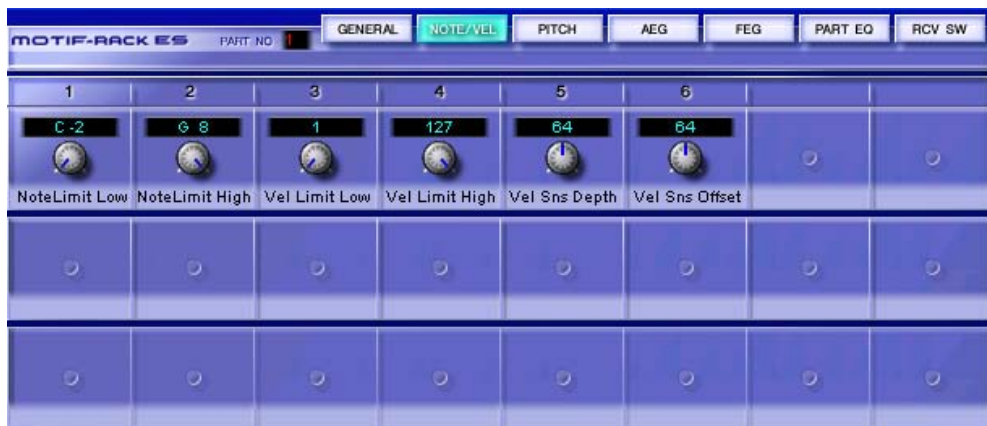 MOTIF-RACK ES PART NO 1 GENERAL NOTE/VEL PITCH AEG FEG PART EQ RCV SW
1 2 3 4 5 6
C -2 G 8 1 127 64 64
NoteLimit Low NoteLimit High Vel Limit Low Vel Limit High Vel Sns Depth Vel Sns Offset